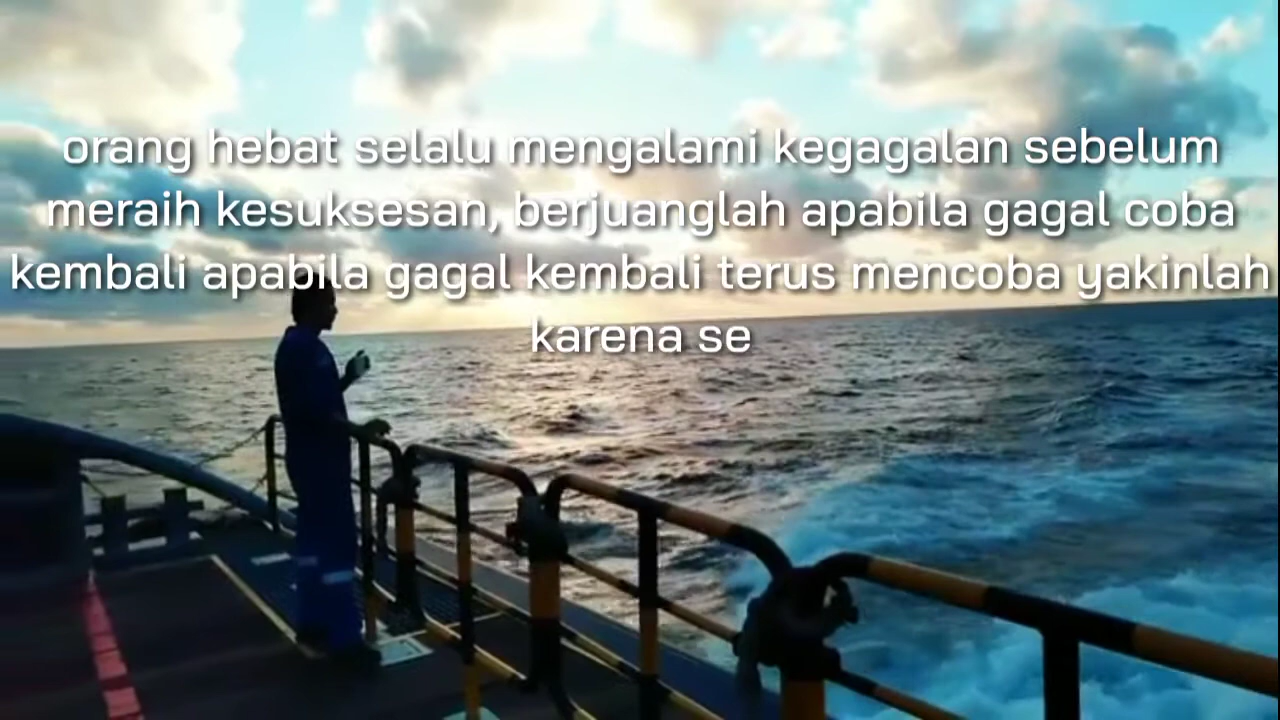 orang hebat selalu mengalami kegagalan sebelum
meraih kesuksesan, berjuanglah apabila gagal coba
kembali apabila gagal kembali terus mencoba yakinlah
karena se